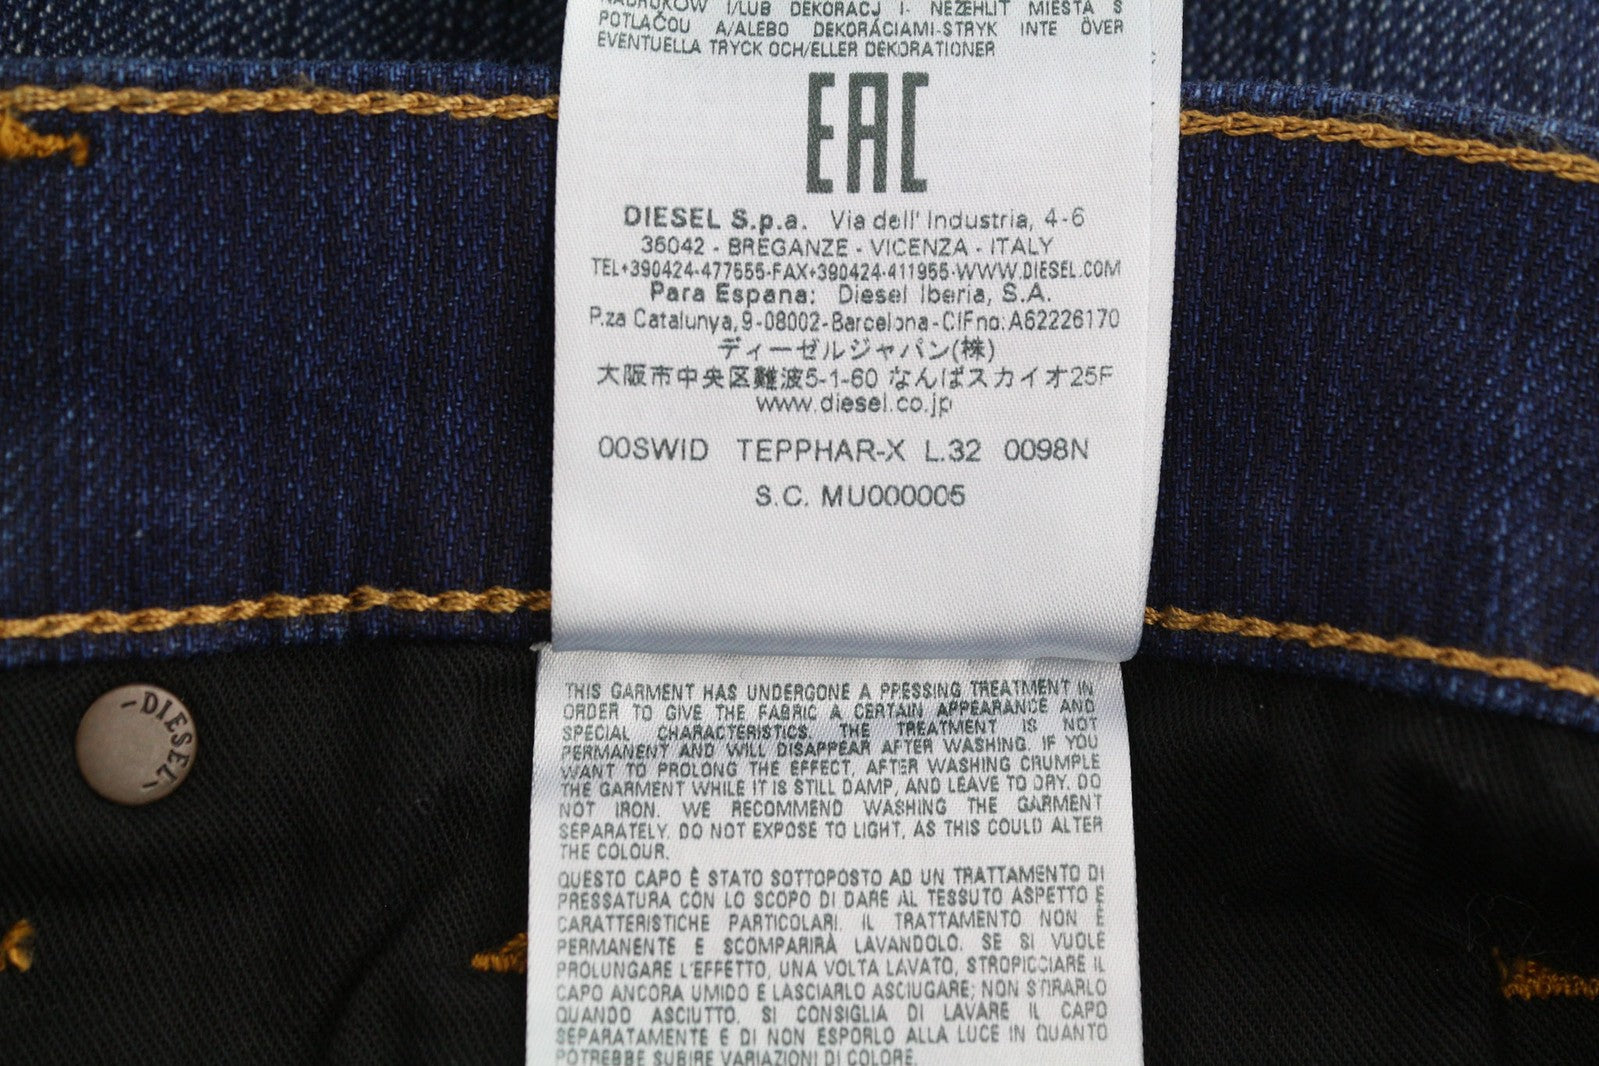 NADRUKÓW I/LUB DEKORACJ I- NEŽEHLIT MIESTA S
POTLAČOU A/ALEBO DEKORÁCIAMI-STRYK INTE ÖVER
EVENTUELLA TRYCK OCH/ELLER DEKORATIONER
EAC
DIESEL S.p.a. Via dell' Industria, 4-6
36042 - BREGANZE - VICENZA - ITALY
TEL+390424-477555-FAX+390424-411955-WWW.DIESEL.COM
Para Espana: Diesel Iberia, S.A.
P.za Catalunya,9-08002-Barcelona-CIFno:A62226170
ディーゼルジャパン(株)
大阪市中央区難波5-1-60 なんばスカイオ25F
www.diesel.co.jp
00SWID TEPPHAR-X L.32 0098N
S.C. MU000005
-DIESEL-
THIS GARMENT HAS UNDERGONE A PRESSING TREATMENT IN
ORDER TO GIVE THE FABRIC A CERTAIN APPEARANCE AND
SPECIAL CHARACTERISTICS. THE TREATMENT IS NOT
PERMANENT AND WILL DISAPPEAR AFTER WASHING. IF YOU
WANT TO PROLONG THE EFFECT, AFTER WASHING CRUMPLE
THE GARMENT WHILE IT IS STILL DAMP, AND LEAVE TO DRY. DO
NOT IRON. WE RECOMMEND WASHING THE GARMENT
SEPARATELY. DO NOT EXPOSE TO LIGHT, AS THIS COULD ALTER
THE COLOUR.
QUESTO CAPO È STATO SOTTOPOSTO AD UN TRATTAMENTO DI
PRESSATURA CON LO SCOPO DI DARE AL TESSUTO ASPETTO E
CARATTERISTICHE PARTICOLARI. IL TRATTAMENTO NON È
PERMANENTE E SCOMPARIRÀ LAVANDOLO. SE SI VUOLE
PROLUNGARE L'EFFETTO, UNA VOLTA LAVATO, STROPICCIARE IL
CAPO ANCORA UMIDO E LASCIARLO ASCIUGARE; NON STIRARLO
QUANDO ASCIUTTO. SI CONSIGLIA DI LAVARE IL CAPO
SEPARATAMENTE E DI NON ESPORLO ALLA LUCE IN QUANTO
POTREBBE SUBIRE VARIAZIONI DI COLORE.